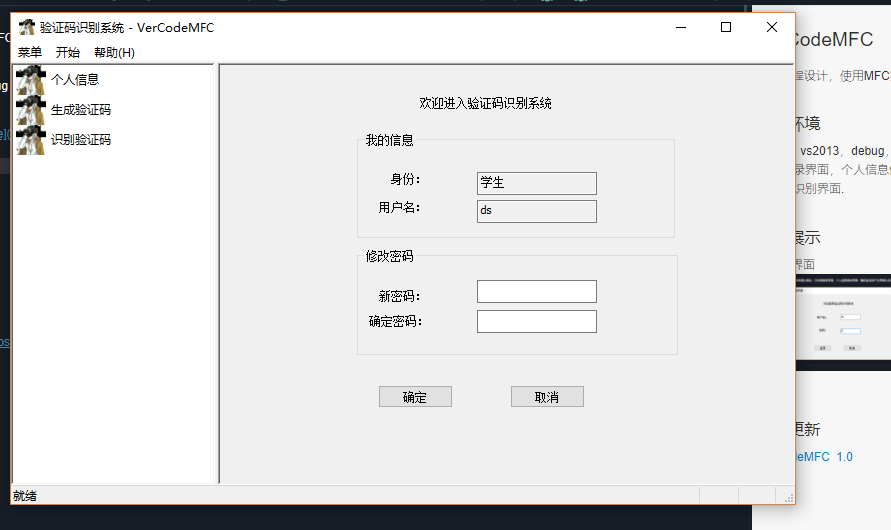 验证码识别系统 - VerCodeMFC
菜单 开始 帮助(H)
个人信息
生成验证码
识别验证码
欢迎进入验证码识别系统
我的信息
身份：
学生
用户名：
ds
修改密码
新密码：
确定密码：
确定
取消
就绪
CodeMFC
程设计，使用MFC
环境
vs2013，debug，
录界面，个人信息
识别界面.
展示
界面
更新
deMFC 1.0